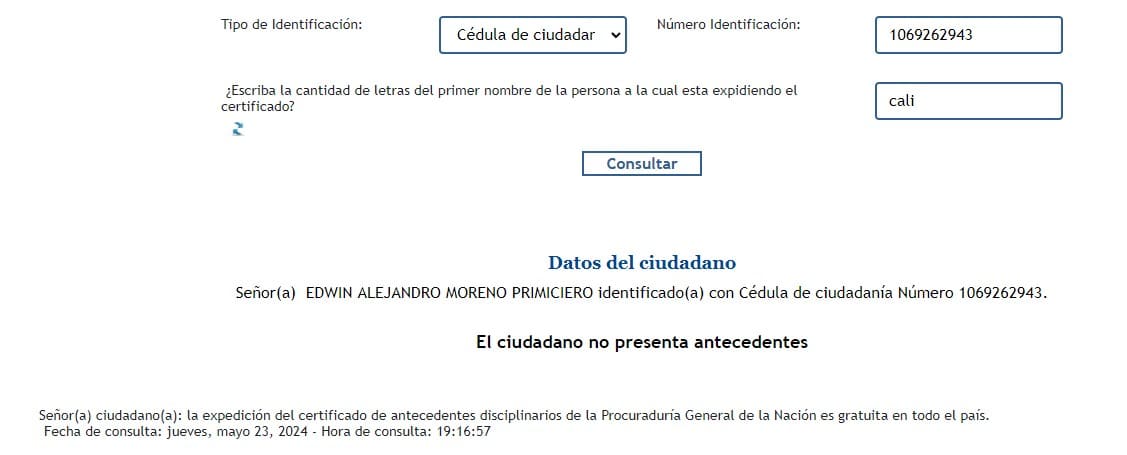 Tipo de Identificación: Cédula de ciudadar Número Identificación: 1069262943
¿Escriba la cantidad de letras del primer nombre de la persona a la cual esta expidiendo el
certificado?
cali
Consultar
Datos del ciudadano
Señor(a) EDWIN ALEJANDRO MORENO PRIMICIERO identificado(a) con Cédula de ciudadanía Número 1069262943.
El ciudadano no presenta antecedentes
Señor(a) ciudadano(a): la expedición del certificado de antecedentes disciplinarios de la Procuraduría General de la Nación es gratuita en todo el país.
Fecha de consulta: jueves, mayo 23, 2024 - Hora de consulta: 19:16:57